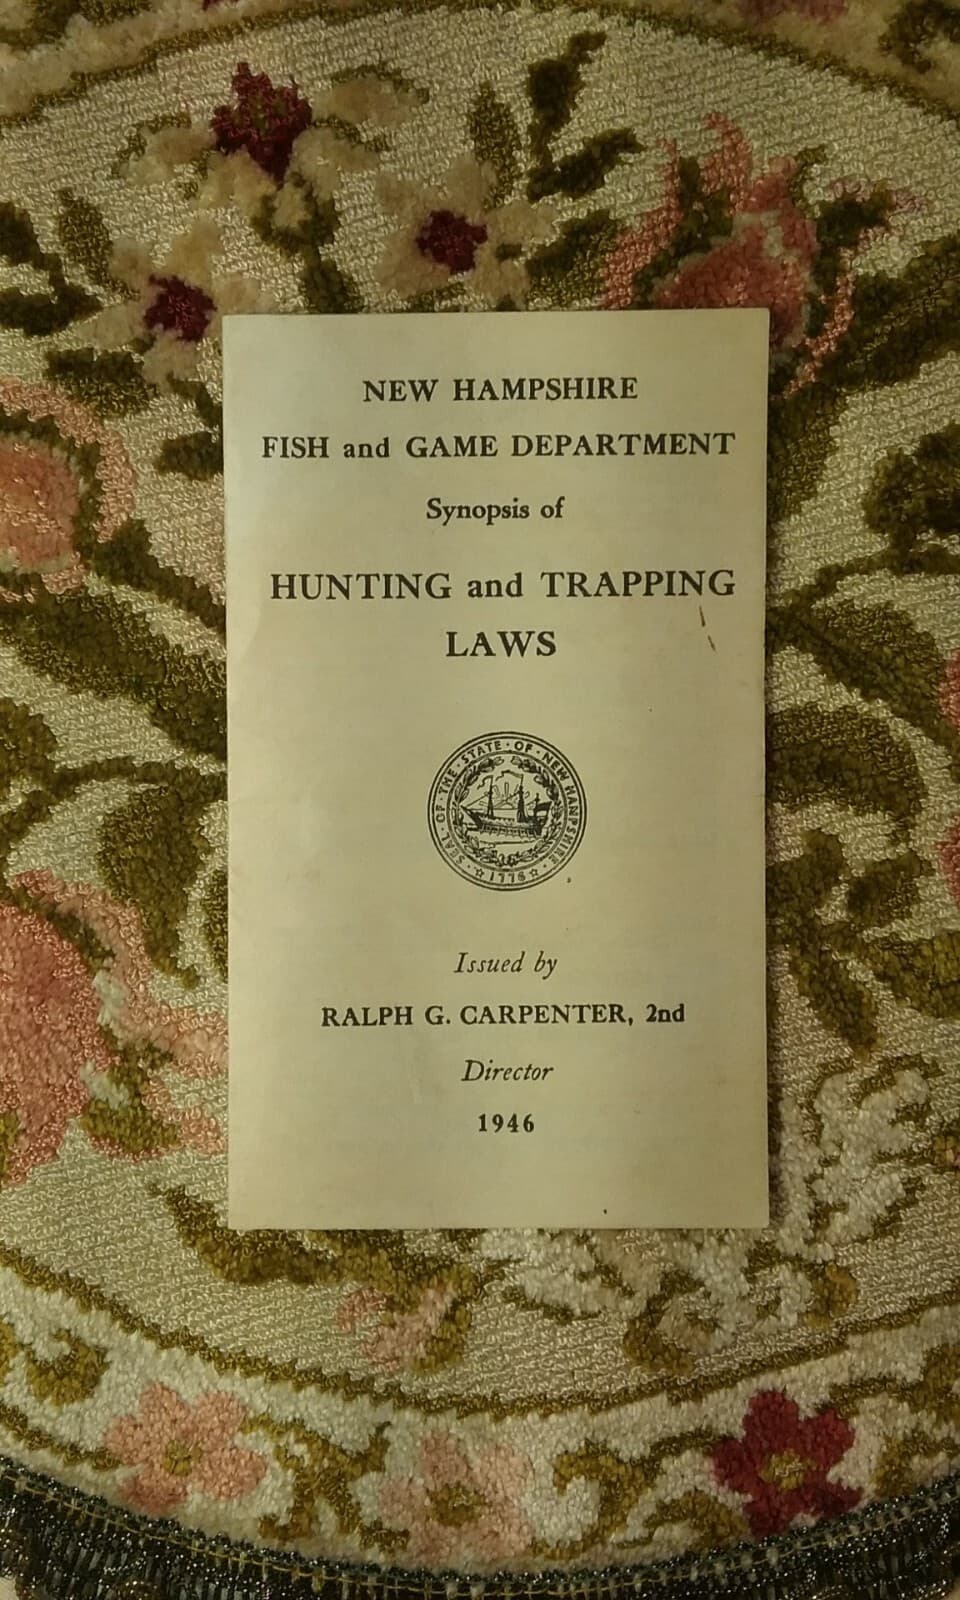 NEW HAMPSHIRE
FISH and GAME DEPARTMENT
Synopsis of
HUNTING and TRAPPING
LAWS
SEAL · OF · THE · STATE · OF · NEW HAMPSHIRE
1776
Issued by
RALPH G. CARPENTER, 2nd
Director
1946